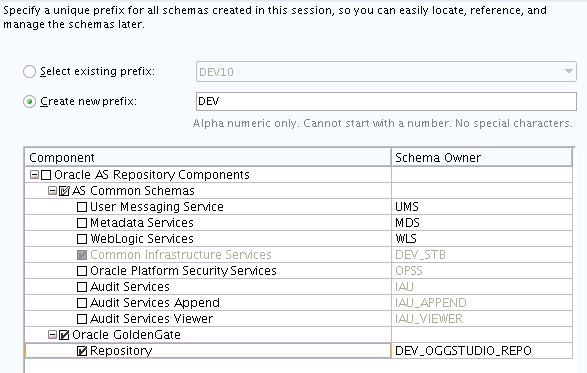 Specify a unique prefix for all schemas created in this session, so you can easily locate, reference, and
manage the schemas later.
Select existing prefix: DEV10
Create new prefix: DEV
Alpha numeric only. Cannot start with a number. No special characters.
Component Schema Owner
Oracle AS Repository Components
AS Common Schemas
User Messaging Service UMS
Metadata Services MDS
WebLogic Services WLS
Common Infrastructure Services DEV_STB
Oracle Platform Security Services OPSS
Audit Services IAU
Audit Services Append IAU_APPEND
Audit Services Viewer IAU_VIEWER
Oracle GoldenGate
Repository DEV_OGGSTUDIO_REPO